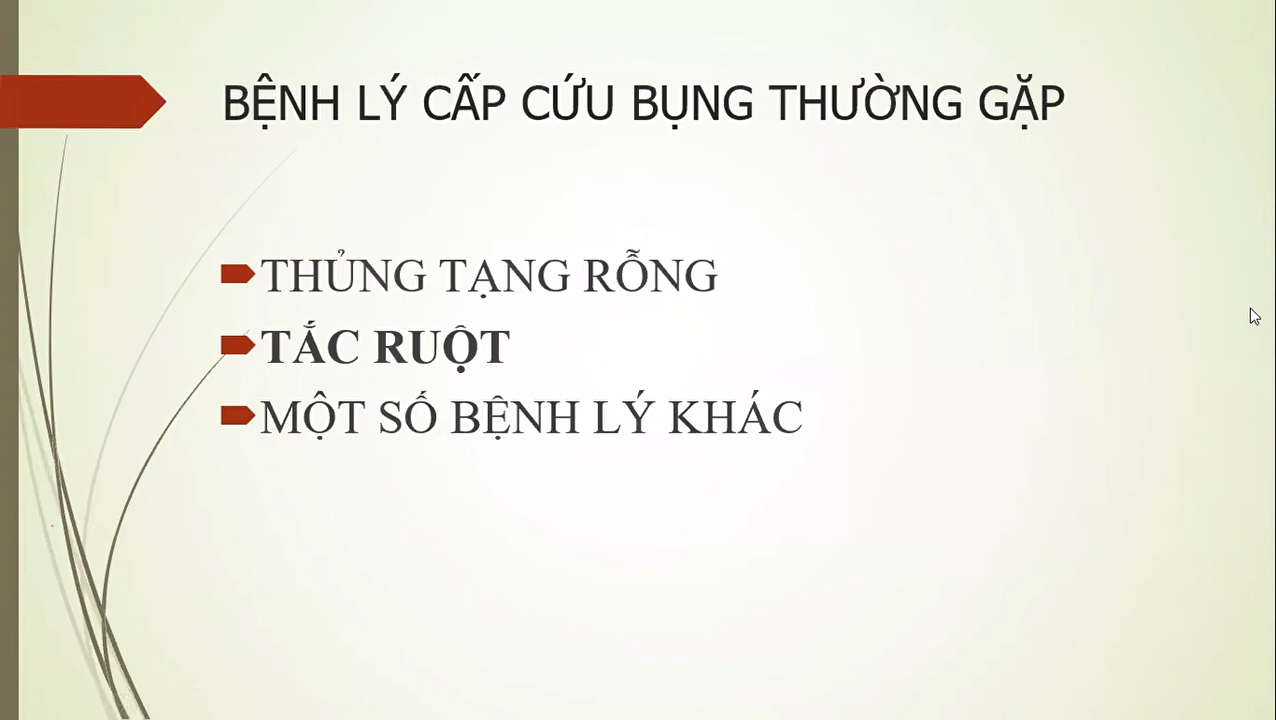 BỆNH LÝ CẤP CỨU BỤNG THƯỜNG GẶP
THỦNG TẠNG RỖNG
TẮC RUỘT
MỘT SỐ BỆNH LÝ KHÁC